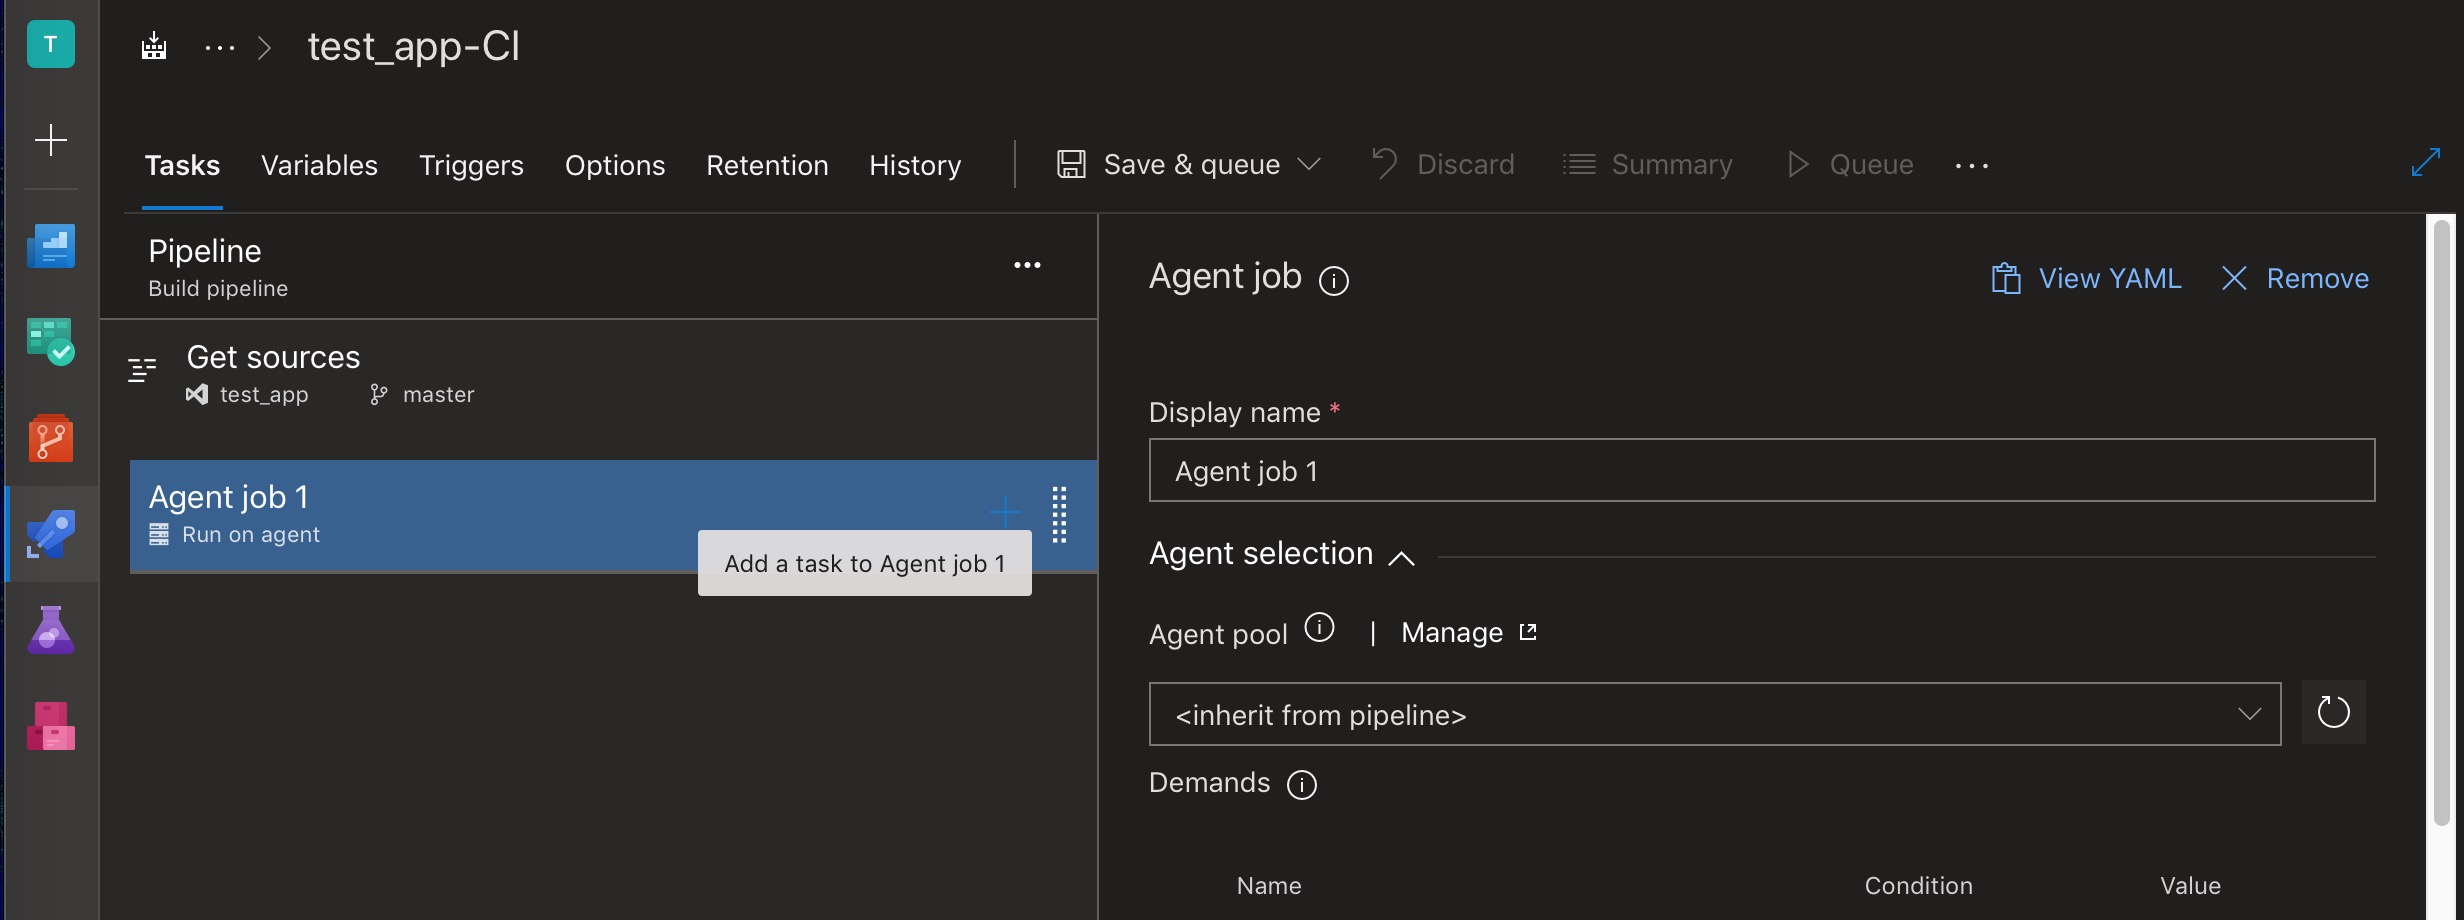 T
test_app-CI
Tasks Variables Triggers Options Retention History Save & queue Discard Summary Queue
Pipeline
Build pipeline
Get sources
test_app master
Agent job 1
Run on agent
Add a task to Agent job 1
Agent job View YAML Remove
Display name *
Agent job 1
Agent selection
Agent pool | Manage
<inherit from pipeline>
Demands
Name Condition Value